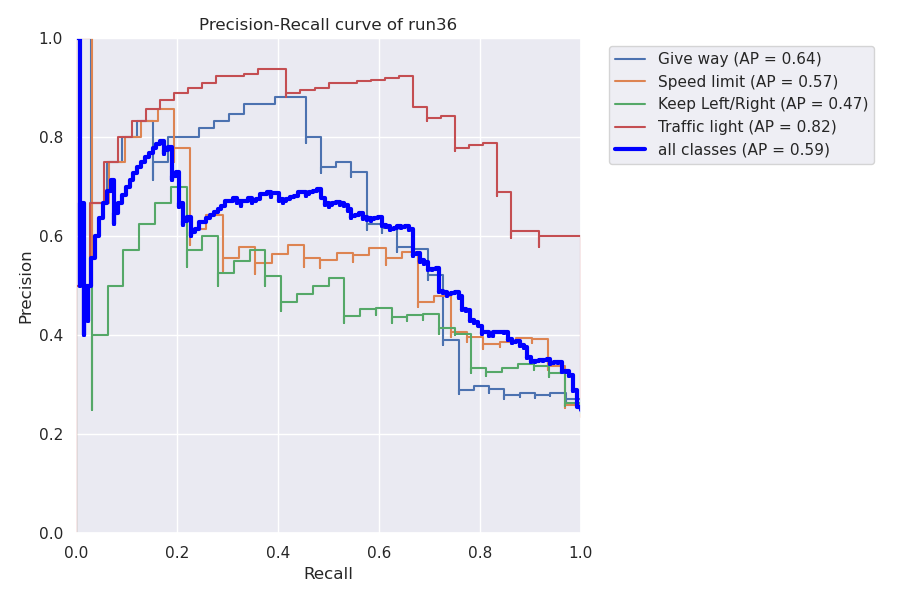 Precision-Recall curve of run36
1.0
0.8
0.6
0.4
0.2
0.0
Precision
0.0 0.2 0.4 0.6 0.8 1.0
Recall
Give way (AP = 0.64)
Speed limit (AP = 0.57)
Keep Left/Right (AP = 0.47)
Traffic light (AP = 0.82)
all classes (AP = 0.59)